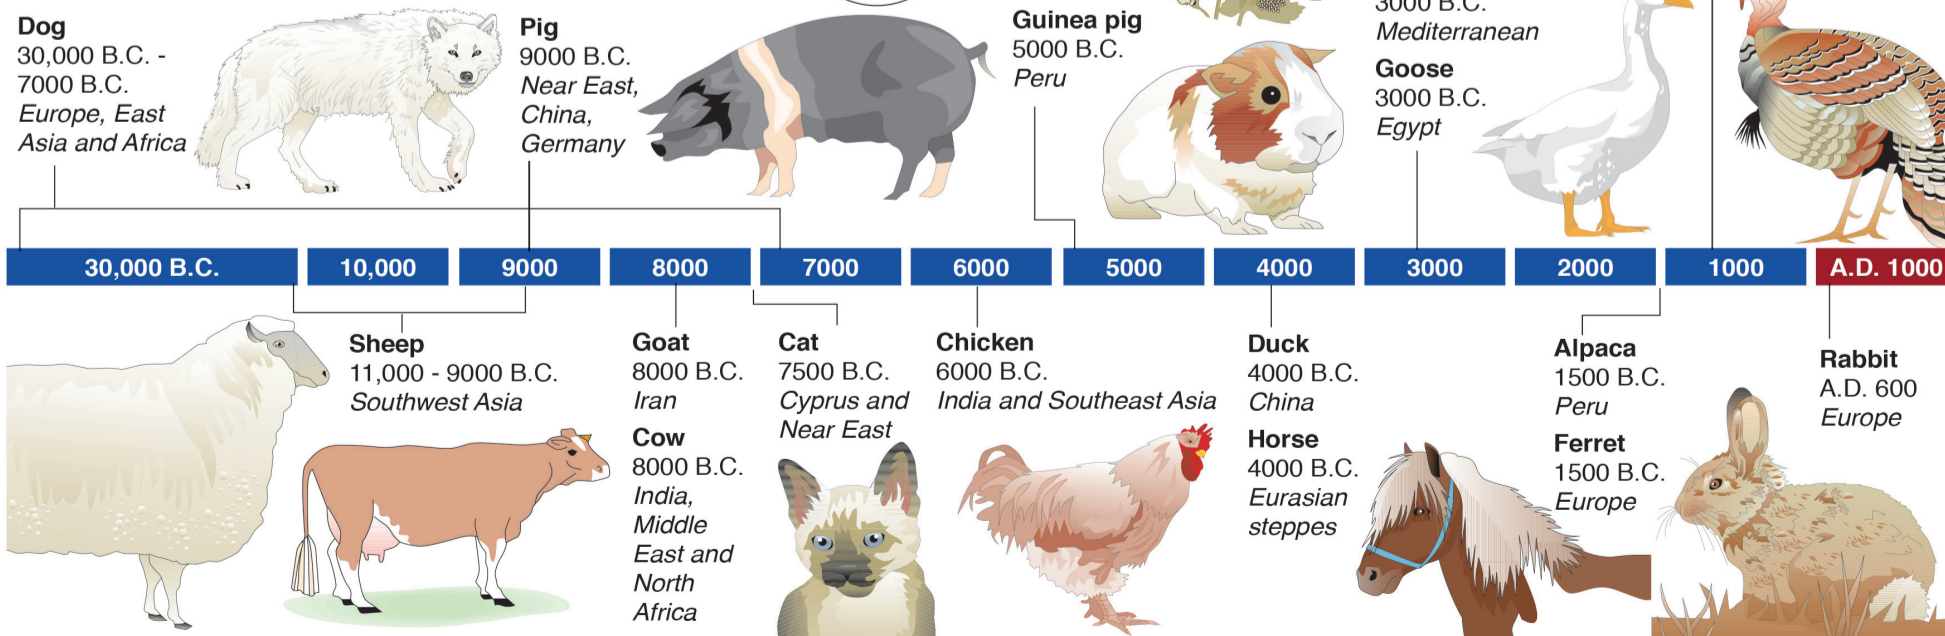 Dog
30,000 B.C. -
7000 B.C.
Europe, East
Asia and Africa
Pig
9000 B.C.
Near East,
China,
Germany
Guinea pig
5000 B.C.
Peru
3000 B.C.
Mediterranean
Goose
3000 B.C.
Egypt
30,000 B.C.
10,000
9000
8000
7000
6000
5000
4000
3000
2000
1000
A.D. 1000
Sheep
11,000 - 9000 B.C.
Southwest Asia
Goat
8000 B.C.
Iran
Cow
8000 B.C.
India,
Middle
East and
North
Africa
Cat
7500 B.C.
Cyprus and
Near East
Chicken
6000 B.C.
India and Southeast Asia
Duck
4000 B.C.
China
Horse
4000 B.C.
Eurasian
steppes
Alpaca
1500 B.C.
Peru
Ferret
1500 B.C.
Europe
Rabbit
A.D. 600
Europe